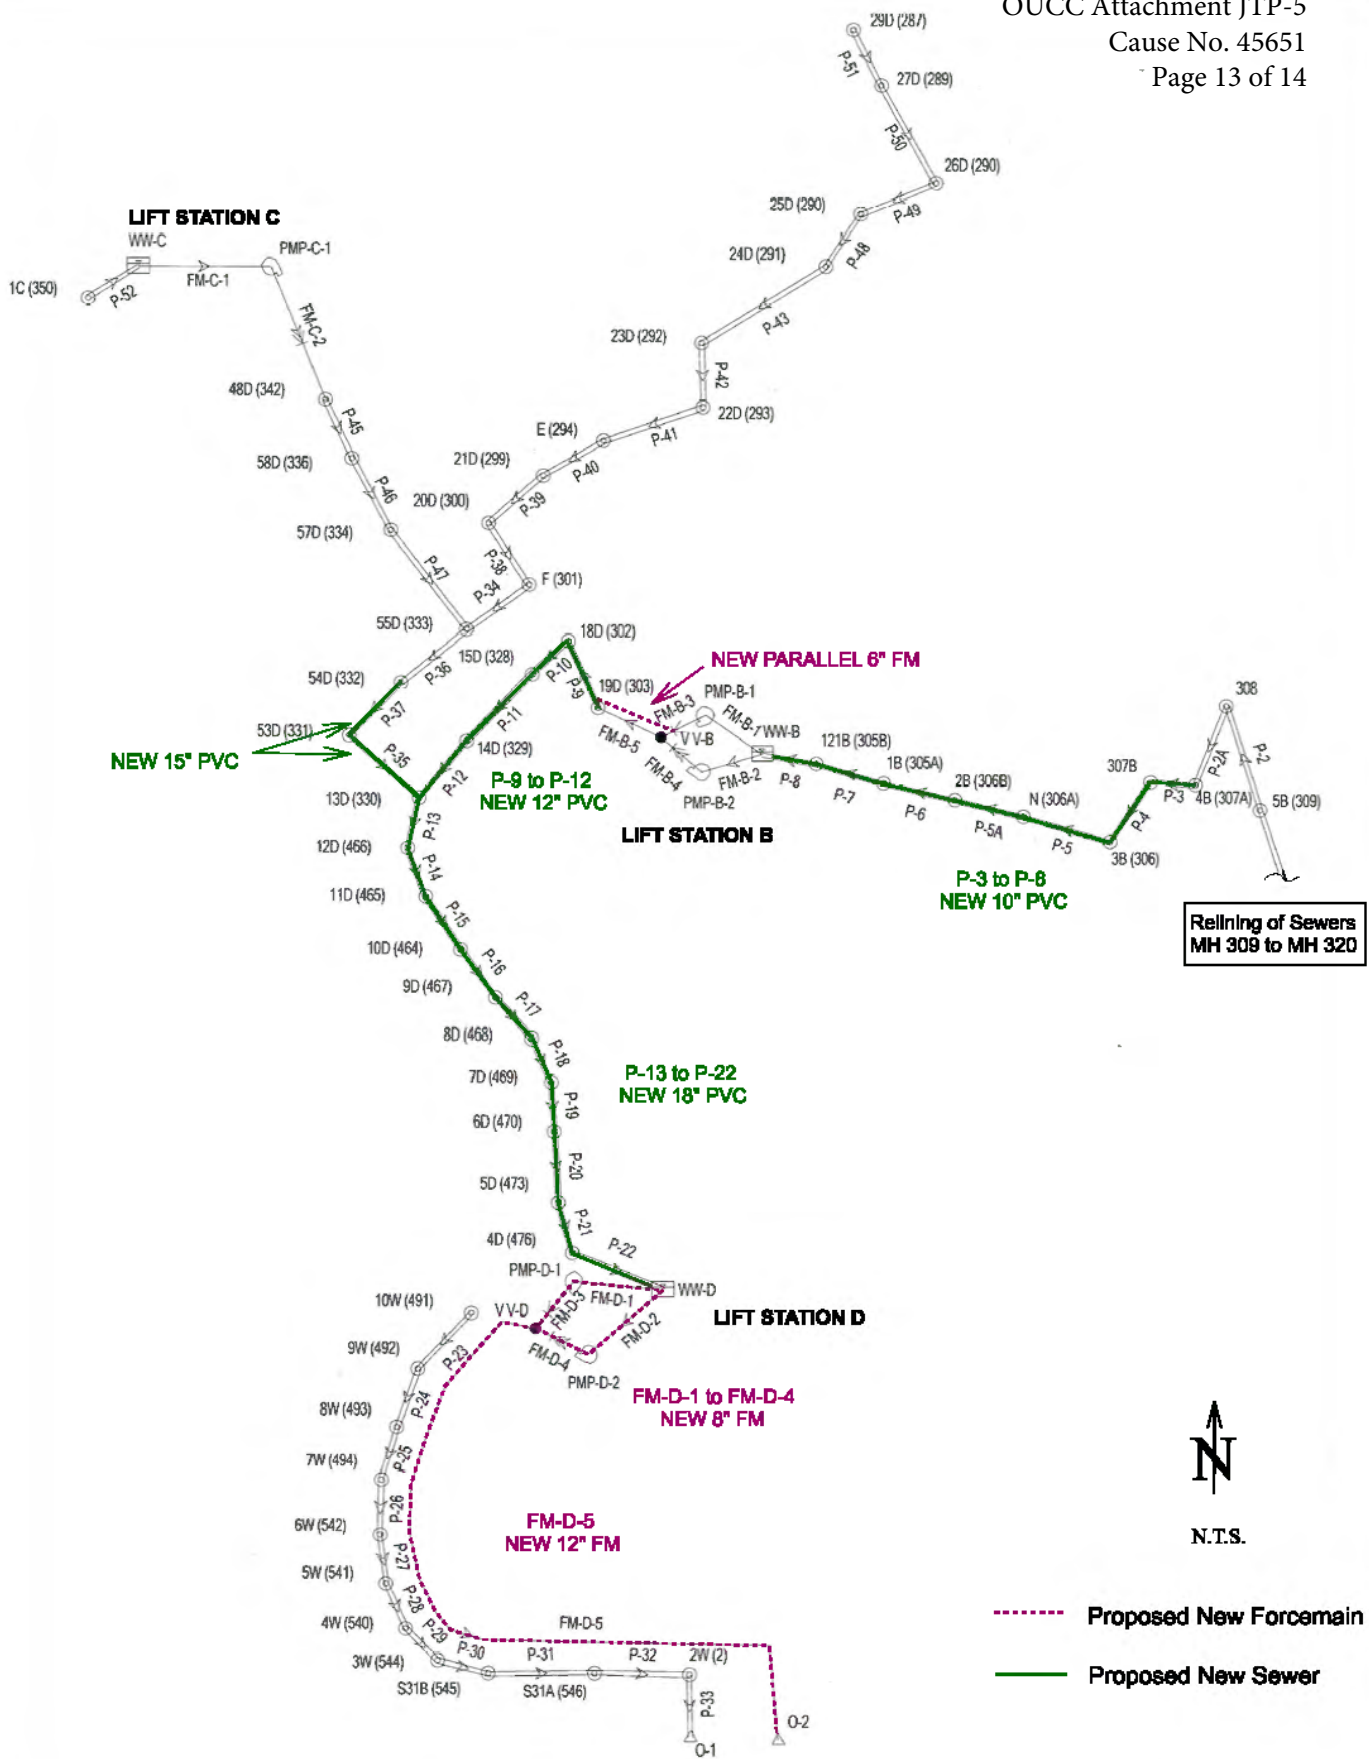 OUCC Attachment JTP-5
Cause No. 45651
Page 13 of 14
29D (287)
P-51
27D (289)
P-50
26D (290)
P-49
25D (290)
P-48
24D (291)
P-43
23D (292)
P-42
22D (293)
P-41
E (294)
P-40
21D (299)
P-39
20D (300)
P-38
F (301)
P-34
LIFT STATION C
WW-C
PMP-C-1
1C (350)
P-52
FM-C-1
FM-C-2
48D (342)
P-45
58D (336)
P-46
57D (334)
P-47
55D (333)
P-36
54D (332)
P-37
53D (331)
P-35
NEW 15" PVC
18D (302)
15D (328)
P-10
P-9
19D (303)
P-11
14D (329)
P-12
13D (330)
P-9 to P-12
NEW 12" PVC
NEW PARALLEL 6" FM
PMP-B-1
FM-B-3
FM-B-1
WW-B
V V-B
FM-B-5
FM-B-4
FM-B-2
PMP-B-2
LIFT STATION B
P-8
121B (305B)
P-7
1B (305A)
P-6
2B (306B)
P-5A
N (306A)
P-5
3B (306)
P-4
307B
P-3
4B (307A)
P-2A
308
P-2
5B (309)
P-3 to P-8
NEW 10" PVC
Relining of Sewers
MH 309 to MH 320
P-13
12D (466)
P-14
11D (465)
P-15
10D (464)
P-16
9D (467)
P-17
8D (468)
P-18
7D (469)
P-19
6D (470)
P-20
5D (473)
P-21
4D (476)
P-22
P-13 to P-22
NEW 18" PVC
PMP-D-1
WW-D
FM-D-1
FM-D-3
FM-D-2
V V-D
FM-D-4
PMP-D-2
LIFT STATION D
FM-D-1 to FM-D-4
NEW 8" FM
10W (491)
P-23
9W (492)
P-24
8W (493)
P-25
7W (494)
P-26
6W (542)
P-27
5W (541)
P-28
4W (540)
P-29
3W (544)
P-30
S31B (545)
P-31
S31A (546)
P-32
2W (2)
P-33
O-1
O-2
FM-D-5
FM-D-5
NEW 12" FM
N
N.T.S.
Proposed New Forcemain
Proposed New Sewer